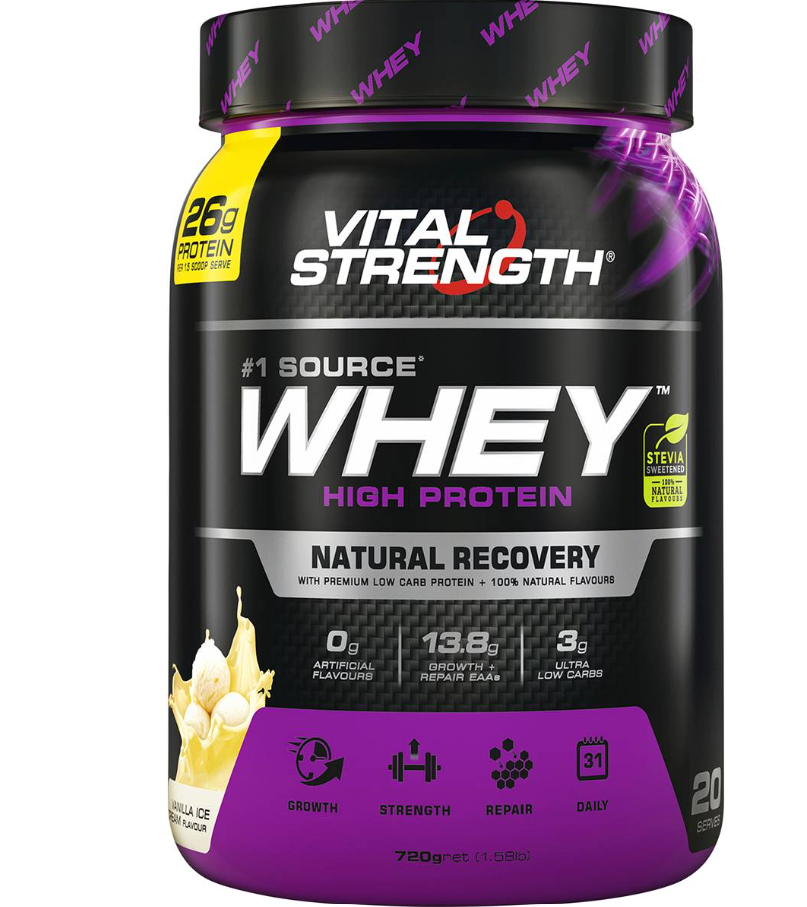 WHEY
WHEY
WHEY
WHEY
WHEY
WHEY
WHEY
26g
PROTEIN
PER 1.5 SCOOP SERVE
VITAL
STRENGTH®
#1 SOURCE*
WHEY™
HIGH PROTEIN
STEVIA
SWEETENED
100%
NATURAL
FLAVOURS
NATURAL RECOVERY
WITH PREMIUM LOW CARB PROTEIN + 100% NATURAL FLAVOURS
0g
ARTIFICIAL
FLAVOURS
13.8g
GROWTH +
REPAIR EAAs
3g
ULTRA
LOW CARBS
31
GROWTH
STRENGTH
REPAIR
DAILY
VANILLA ICE
CREAM FLAVOUR
20
SERVES
720gnet (1.58lb)